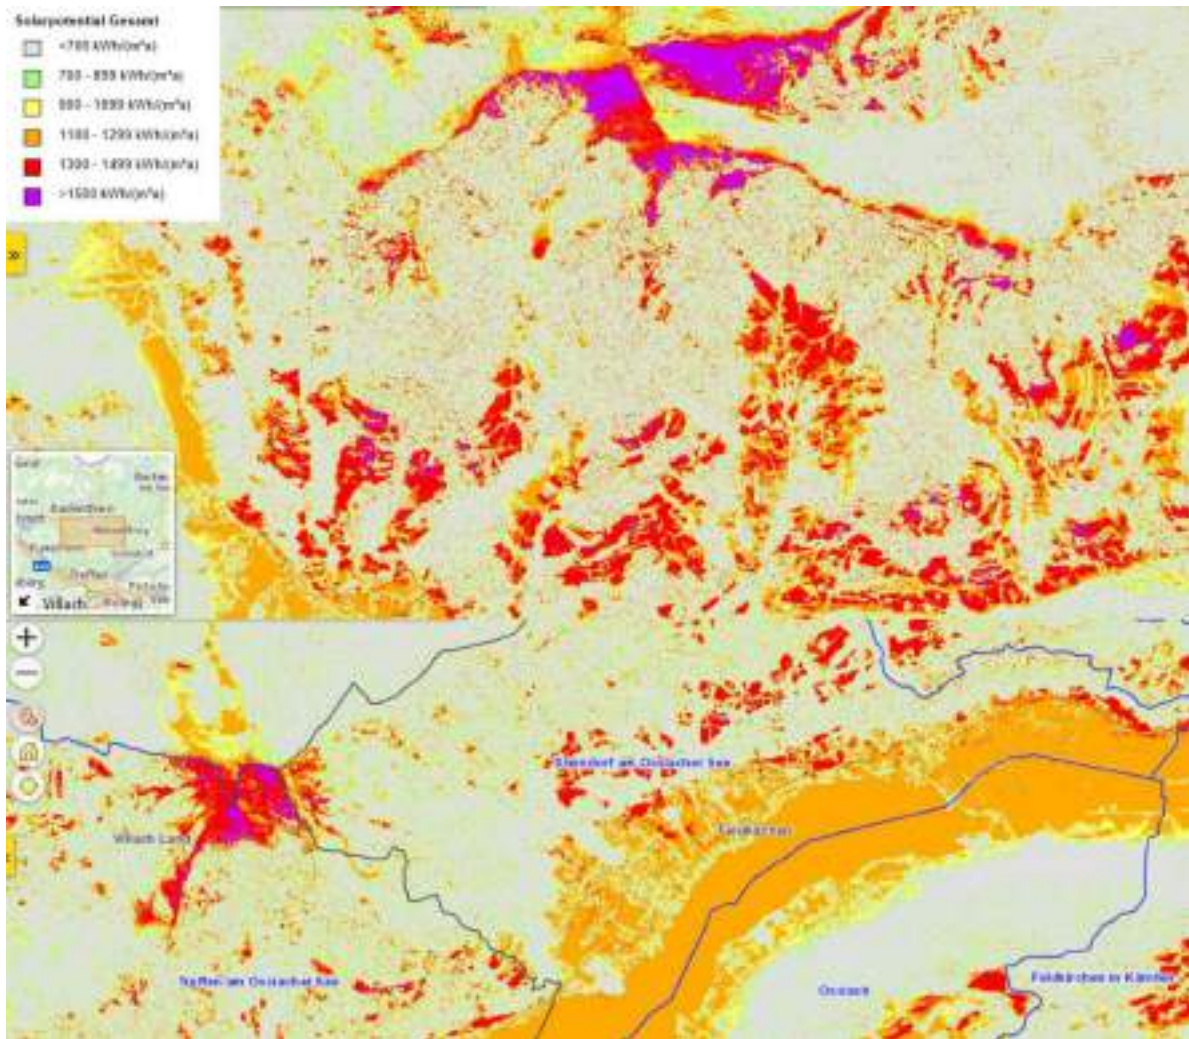 Solarpotential Gesamt
<700 kWh/(m²a)
700 - 899 kWh/(m²a)
900 - 1099 kWh/(m²a)
1100 - 1299 kWh/(m²a)
1300 - 1499 kWh/(m²a)
>1500 kWh/(m²a)
»
Treffen
Villach
+
−
Steindorf am Ossiacher See
Feldkirchen
Villach Land
Treffen am Ossiacher See
Ossiach
Feldkirchen in Kärnten